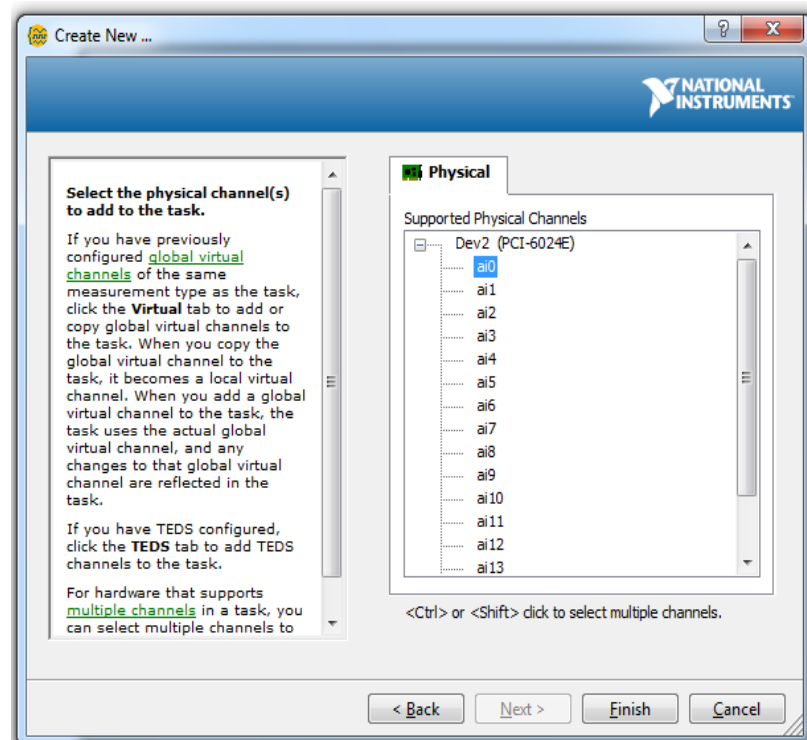 Create New ...
NATIONAL
INSTRUMENTS
Select the physical channel(s)
to add to the task.
If you have previously
configured global virtual
channels of the same
measurement type as the task,
click the Virtual tab to add or
copy global virtual channels to
the task. When you copy the
global virtual channel to the
task, it becomes a local virtual
channel. When you add a global
virtual channel to the task, the
task uses the actual global
virtual channel, and any
changes to that global virtual
channel are reflected in the
task.
If you have TEDS configured,
click the TEDS tab to add TEDS
channels to the task.
For hardware that supports
multiple channels in a task, you
can select multiple channels to
Physical
Supported Physical Channels
Dev2 (PCI-6024E)
ai0
ai1
ai2
ai3
ai4
ai5
ai6
ai7
ai8
ai9
ai10
ai11
ai12
ai13
<Ctrl> or <Shift> click to select multiple channels.
< Back
Next >
Finish
Cancel